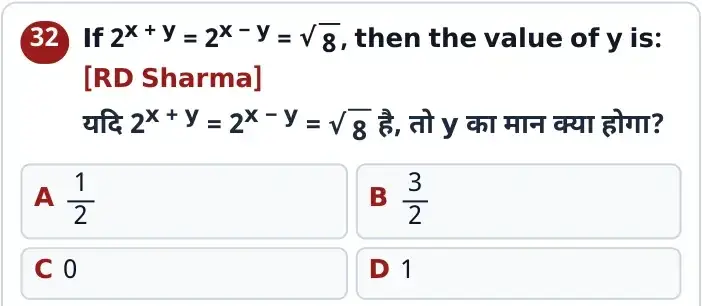 32 If 2^(x + y) = 2^(x − y) = √8, then the value of y is:
[RD Sharma]
यदि 2^(x + y) = 2^(x − y) = √8 है, तो y का मान क्या होगा?
A 1/2 B 3/2
C 0 D 1